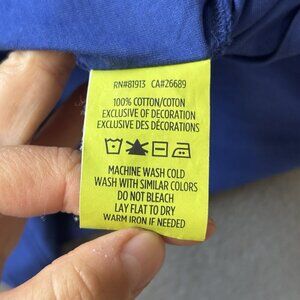 RN#81913 CA#26689
100% COTTON/COTON
EXCLUSIVE OF DECORATION
EXCLUSIVE DES DÉCORATIONS
MACHINE WASH COLD
WASH WITH SIMILAR COLORS
DO NOT BLEACH
LAY FLAT TO DRY
WARM IRON IF NEEDED